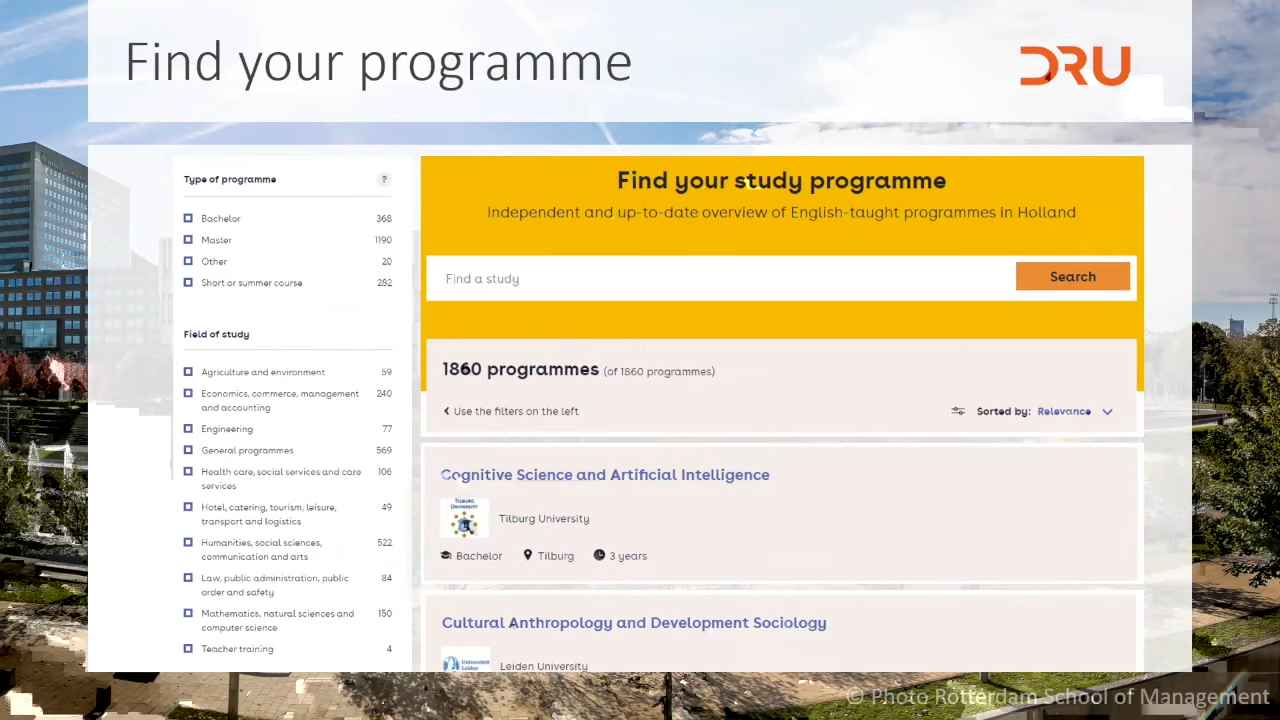 Find your programme
DRU
Type of programme
?
Bachelor 368
Master 1190
Other 20
Short or summer course 282
Field of study
Agriculture and environment 59
Economics, commerce, management 240
and accounting
Engineering 77
General programmes 569
Health care, social services and care 106
services
Hotel, catering, tourism, leisure, 49
transport and logistics
Humanities, social sciences, 522
communication and arts
Law, public administration, public 84
order and safety
Mathematics, natural sciences and 150
computer science
Teacher training 4
Find your study programme
Independent and up-to-date overview of English-taught programmes in Holland
Find a study
Search
1860 programmes (of 1860 programmes)
Use the filters on the left
Sorted by: Relevance
Cognitive Science and Artificial Intelligence
TILBURG
UNIVERSITY
Tilburg University
Bachelor Tilburg 3 years
Cultural Anthropology and Development Sociology
Universiteit
Leiden
Leiden University
© Photo Rotterdam School of Management